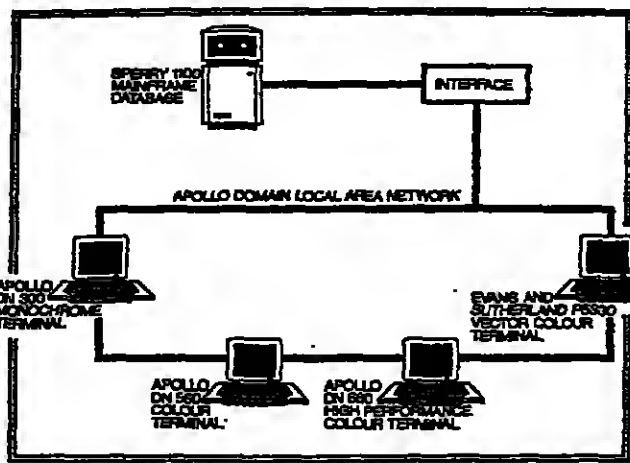 SPERRY 1100
MAINFRAME
DATABASE
INTERFACE
APOLLO DOMAIN LOCAL AREA NETWORK
APOLLO
DN 300
MONOCHROME
TERMINAL
EVANS AND
SUTHERLAND PS330
VECTOR COLOUR
TERMINAL
APOLLO
DN 560
COLOUR
TERMINAL
APOLLO
DN 660
HIGH PERFORMANCE
COLOUR TERMINAL